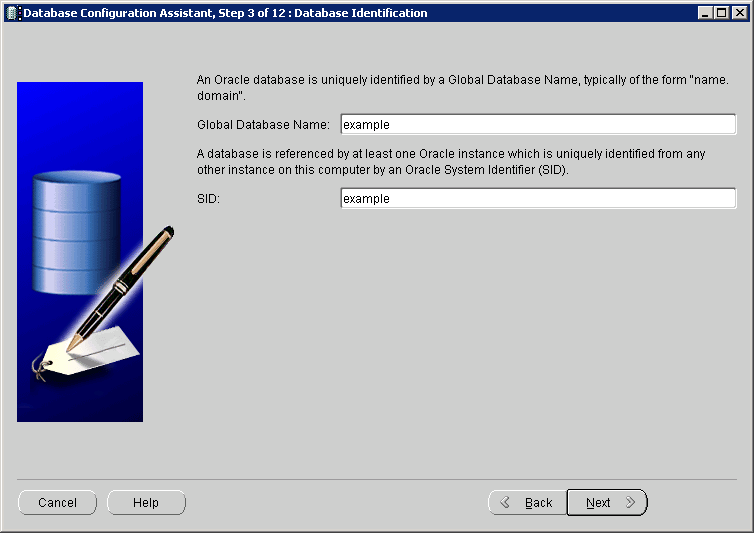 Database Configuration Assistant, Step 3 of 12 : Database Identification
An Oracle database is uniquely identified by a Global Database Name, typically of the form "name.
domain".
Global Database Name: example
A database is referenced by at least one Oracle instance which is uniquely identified from any
other instance on this computer by an Oracle System Identifier (SID).
SID: example
Cancel Help Back Next